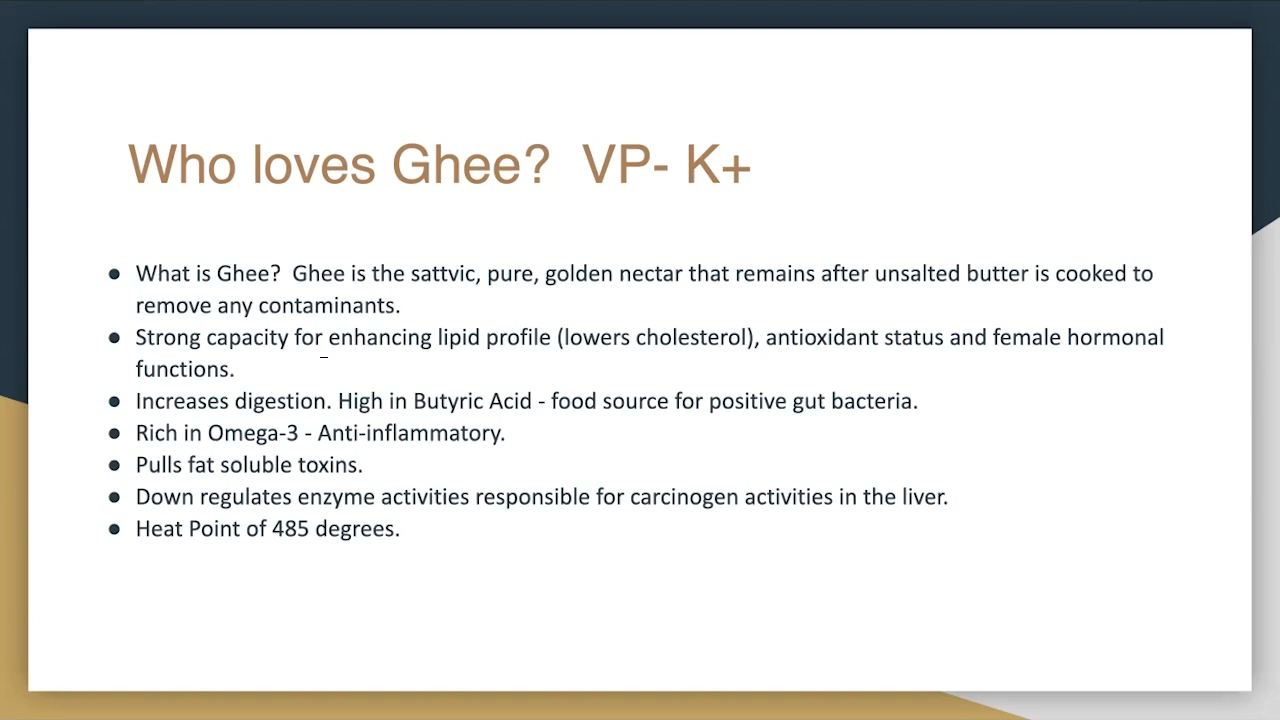 Who loves Ghee?  VP- K+
● What is Ghee?  Ghee is the sattvic, pure, golden nectar that remains after unsalted butter is cooked to
remove any contaminants.
● Strong capacity for enhancing lipid profile (lowers cholesterol), antioxidant status and female hormonal
functions.
● Increases digestion. High in Butyric Acid - food source for positive gut bacteria.
● Rich in Omega-3 - Anti-inflammatory.
● Pulls fat soluble toxins.
● Down regulates enzyme activities responsible for carcinogen activities in the liver.
● Heat Point of 485 degrees.